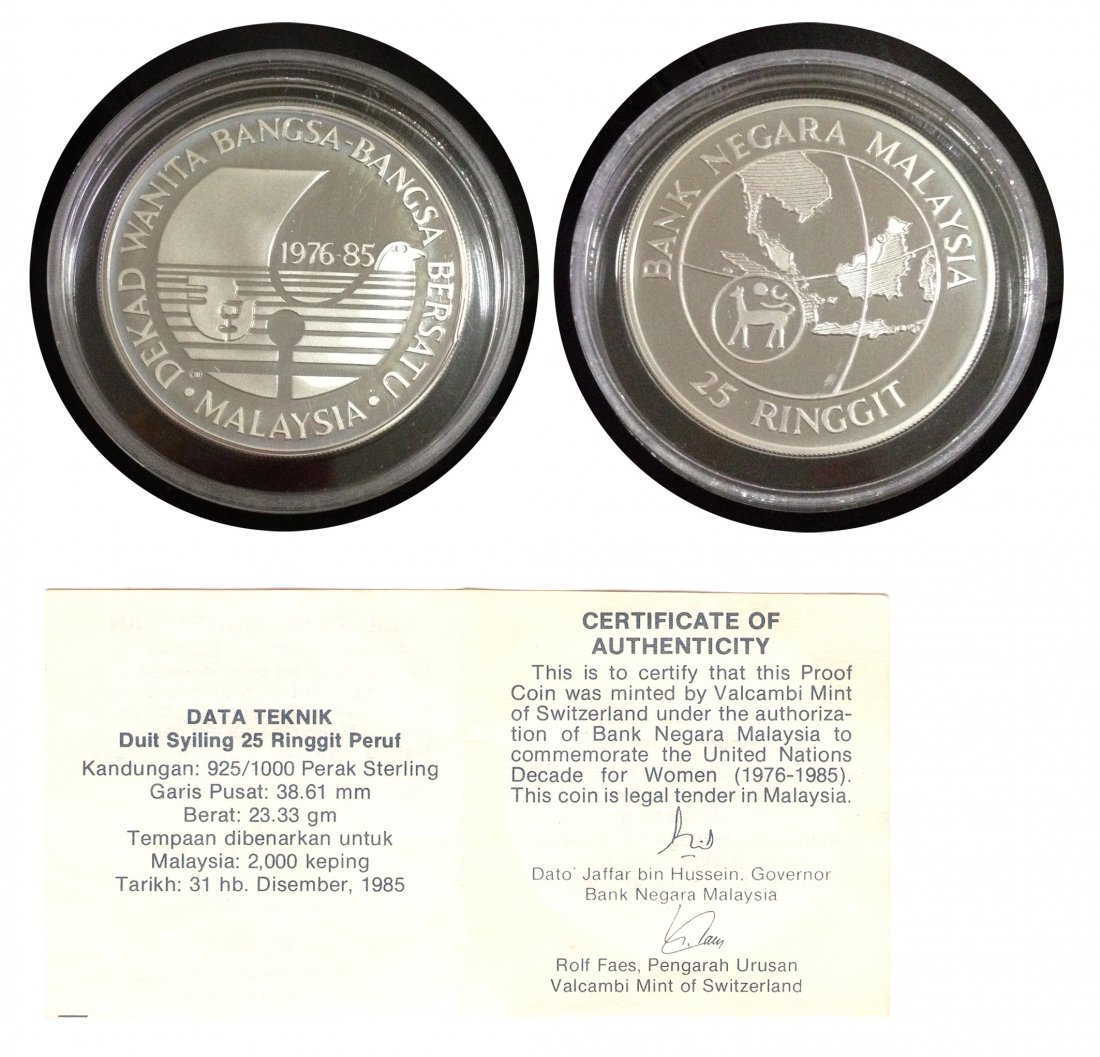 DEKAD WANITA BANGSA-BANGSA BERSATU
1976-85
• MALAYSIA •
BANK NEGARA MALAYSIA
25 RINGGIT
DATA TEKNIK
Duit Syiling 25 Ringgit Peruf
Kandungan: 925/1000 Perak Sterling
Garis Pusat: 38.61 mm
Berat: 23.33 gm
Tempaan dibenarkan untuk
Malaysia: 2,000 keping
Tarikh: 31 hb. Disember, 1985
CERTIFICATE OF
AUTHENTICITY
This is to certify that this Proof
Coin was minted by Valcambi Mint
of Switzerland under the authoriza-
tion of Bank Negara Malaysia to
commemorate the United Nations
Decade for Women (1976-1985).
This coin is legal tender in Malaysia.
Dato' Jaffar bin Hussein, Governor
Bank Negara Malaysia
Rolf Faes, Pengarah Urusan
Valcambi Mint of Switzerland